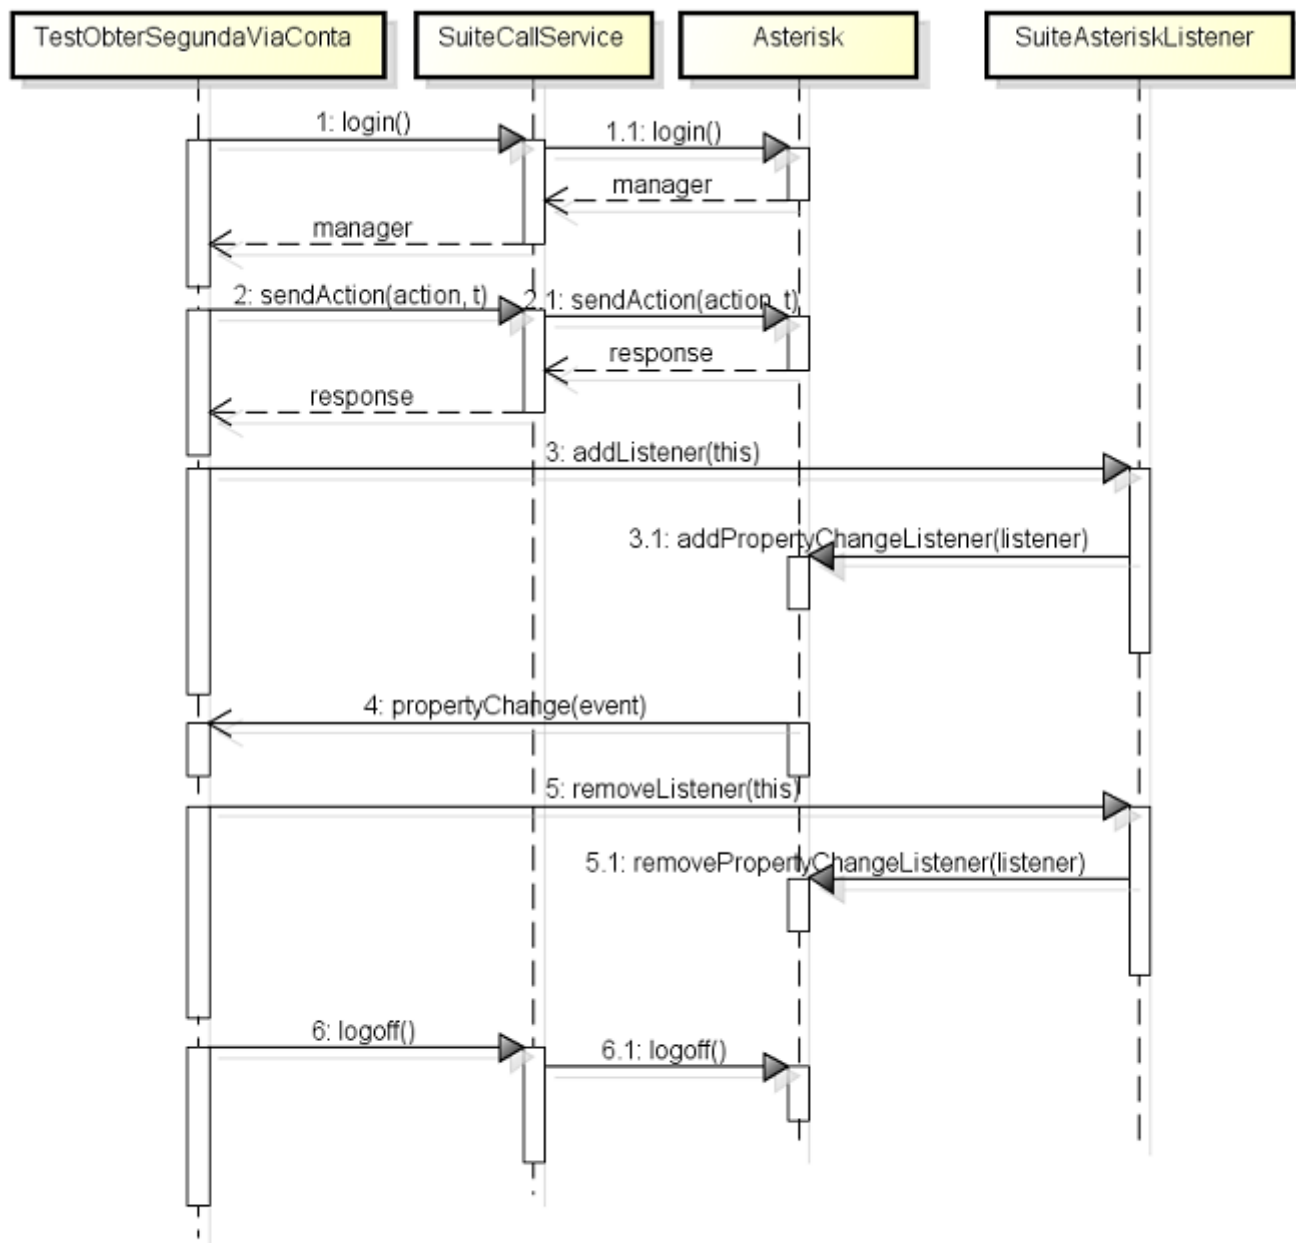 TestObterSegundaViaConta
SuiteCallService
Asterisk
SuiteAsteriskListener
1: login()
1.1: login()
manager
manager
2: sendAction(action, t)
2.1: sendAction(action, t)
response
response
3: addListener(this)
3.1: addPropertyChangeListener(listener)
4: propertyChange(event)
5: removeListener(this)
5.1: removePropertyChangeListener(listener)
6: logoff()
6.1: logoff()